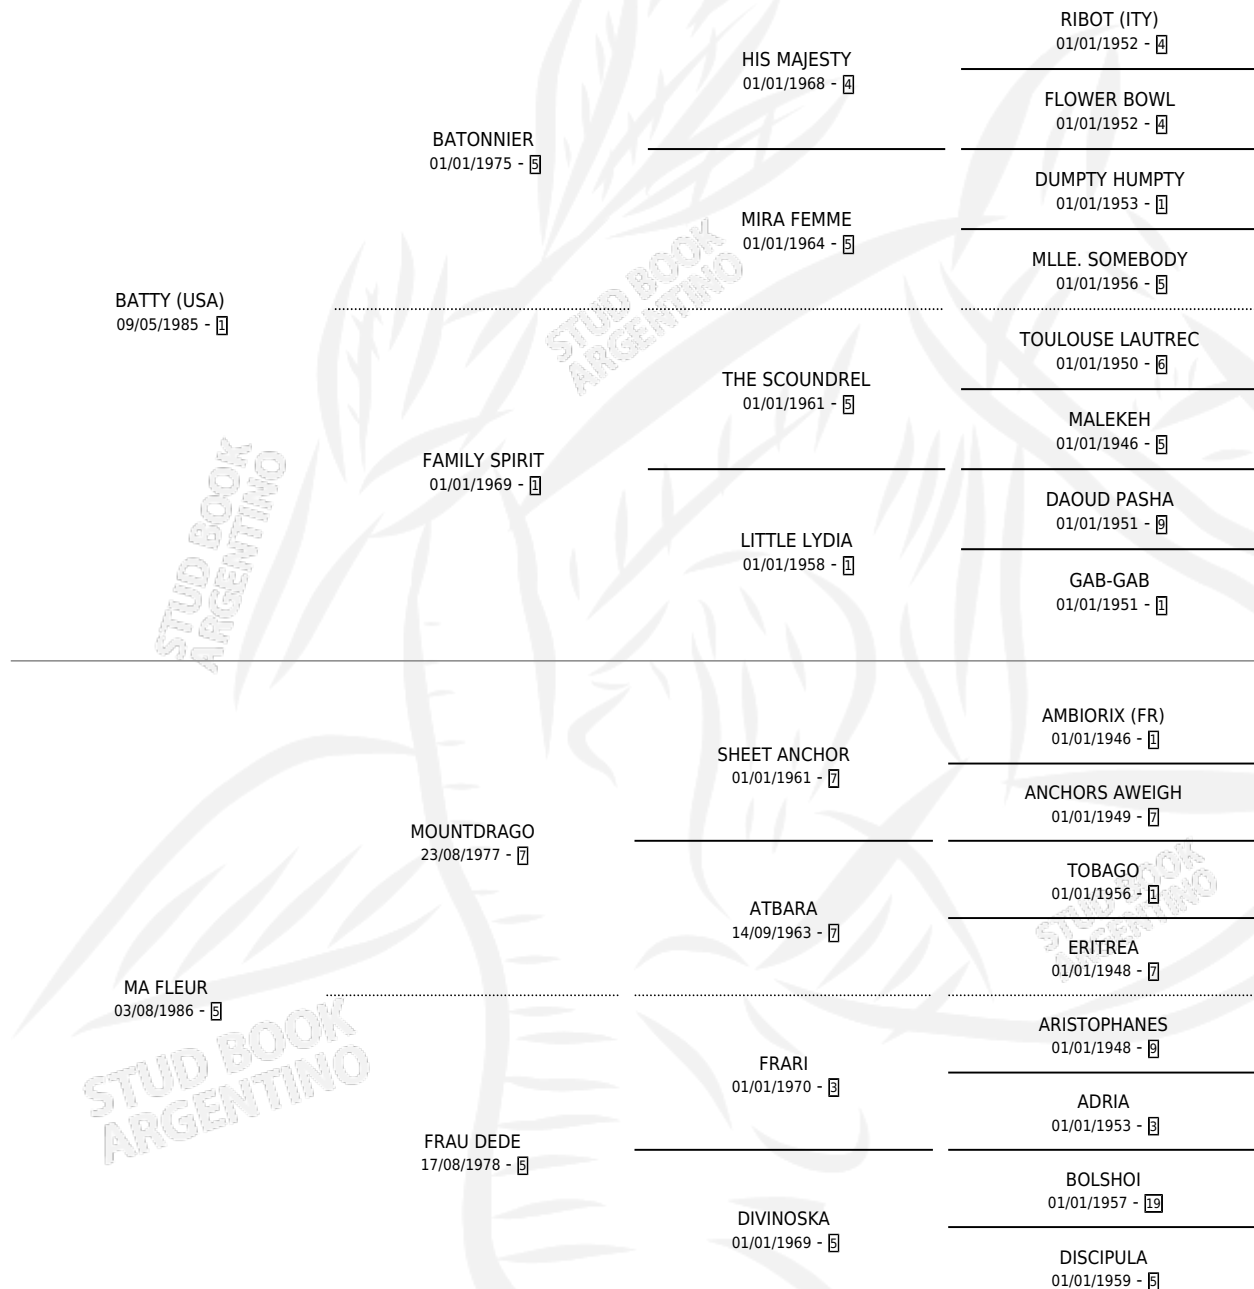 RIBOT (ITY)
01/01/1952 - 4
HIS MAJESTY
01/01/1968 - 4
FLOWER BOWL
01/01/1952 - 4
BATONNIER
01/01/1975 - 5
DUMPTY HUMPTY
01/01/1953 - 1
MIRA FEMME
01/01/1964 - 5
MLLE. SOMEBODY
01/01/1956 - 5
BATTY (USA)
09/05/1985 - 1
TOULOUSE LAUTREC
01/01/1950 - 6
THE SCOUNDREL
01/01/1961 - 5
MALEKEH
01/01/1946 - 5
FAMILY SPIRIT
01/01/1969 - 1
DAOUD PASHA
01/01/1951 - 9
LITTLE LYDIA
01/01/1958 - 1
GAB-GAB
01/01/1951 - 1
AMBIORIX (FR)
01/01/1946 - 1
SHEET ANCHOR
01/01/1961 - 7
ANCHORS AWEIGH
01/01/1949 - 7
MOUNTDRAGO
23/08/1977 - 7
TOBAGO
01/01/1956 - 1
ATBARA
14/09/1963 - 7
ERITREA
01/01/1948 - 7
MA FLEUR
03/08/1986 - 5
ARISTOPHANES
01/01/1948 - 9
FRARI
01/01/1970 - 3
ADRIA
01/01/1953 - 3
FRAU DEDE
17/08/1978 - 5
BOLSHOI
01/01/1957 - 19
DIVINOSKA
01/01/1969 - 5
DISCIPULA
01/01/1959 - 5
STUD BOOK
ARGENTINO
STUD BOOK
ARGENTINO
STUD BOOK
ARGENTINO
STUD BOOK
ARGENTINO